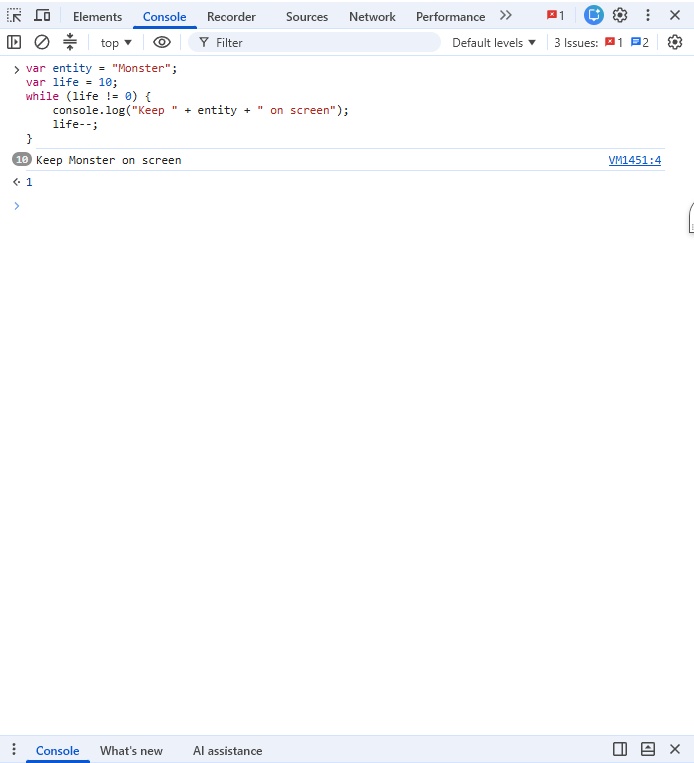 Elements Console Recorder Sources Network Performance 1
top Filter Default levels 3 Issues: 1 2
var entity = "Monster";
var life = 10;
while (life != 0) {
    console.log("Keep " + entity + " on screen");
    life--;
}
10 Keep Monster on screen VM1451:4
1
Console What's new AI assistance